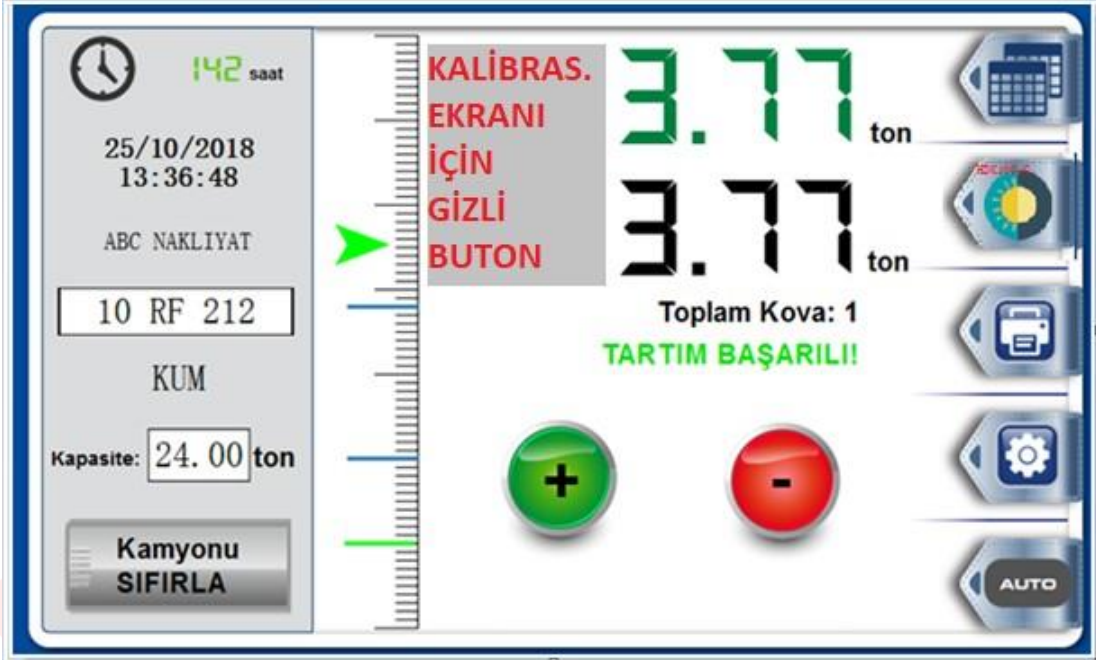 142 saat
25/10/2018
13:36:48
ABC NAKLIYAT
10 RF 212
KUM
Kapasite: 24.00 ton
Kamyonu
SIFIRLA
KALİBRAS.
EKRANI
İÇİN
GİZLİ
BUTON
3.77 ton
3.77 ton
Toplam Kova: 1
TARTIM BAŞARILI!
+
-
AUTO